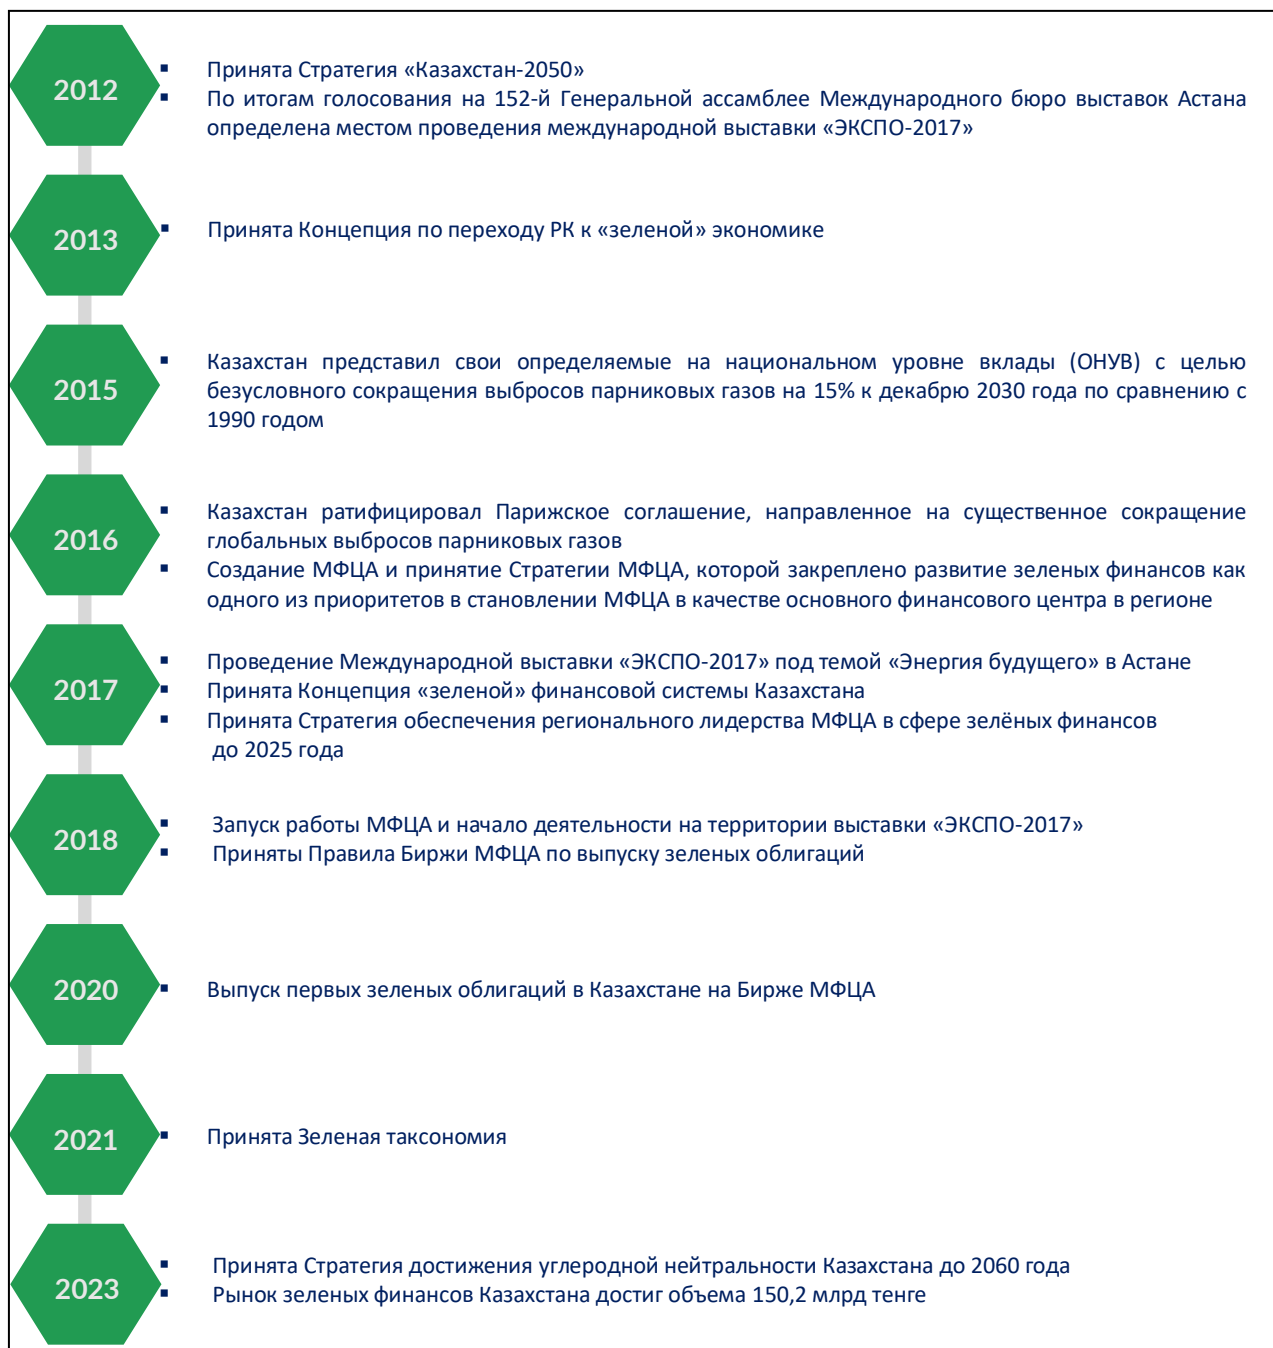 2012
Принята Стратегия «Казахстан-2050»
По итогам голосования на 152-й Генеральной ассамблее Международного бюро выставок Астана
определена местом проведения международной выставки «ЭКСПО-2017»
2013
Принята Концепция по переходу РК к «зеленой» экономике
2015
Казахстан представил свои определяемые на национальном уровне вклады (ОНУВ) с целью
безусловного сокращения выбросов парниковых газов на 15% к декабрю 2030 года по сравнению с
1990 годом
2016
Казахстан ратифицировал Парижское соглашение, направленное на существенное сокращение
глобальных выбросов парниковых газов
Создание МФЦА и принятие Стратегии МФЦА, которой закреплено развитие зеленых финансов как
одного из приоритетов в становлении МФЦА в качестве основного финансового центра в регионе
2017
Проведение Международной выставки «ЭКСПО-2017» под темой «Энергия будущего» в Астане
Принята Концепция «зеленой» финансовой системы Казахстана
Принята Стратегия обеспечения регионального лидерства МФЦА в сфере зелёных финансов
до 2025 года
2018
Запуск работы МФЦА и начало деятельности на территории выставки «ЭКСПО-2017»
Приняты Правила Биржи МФЦА по выпуску зеленых облигаций
2020
Выпуск первых зеленых облигаций в Казахстане на Бирже МФЦА
2021
Принята Зеленая таксономия
2023
Принята Стратегия достижения углеродной нейтральности Казахстана до 2060 года
Рынок зеленых финансов Казахстана достиг объема 150,2 млрд тенге